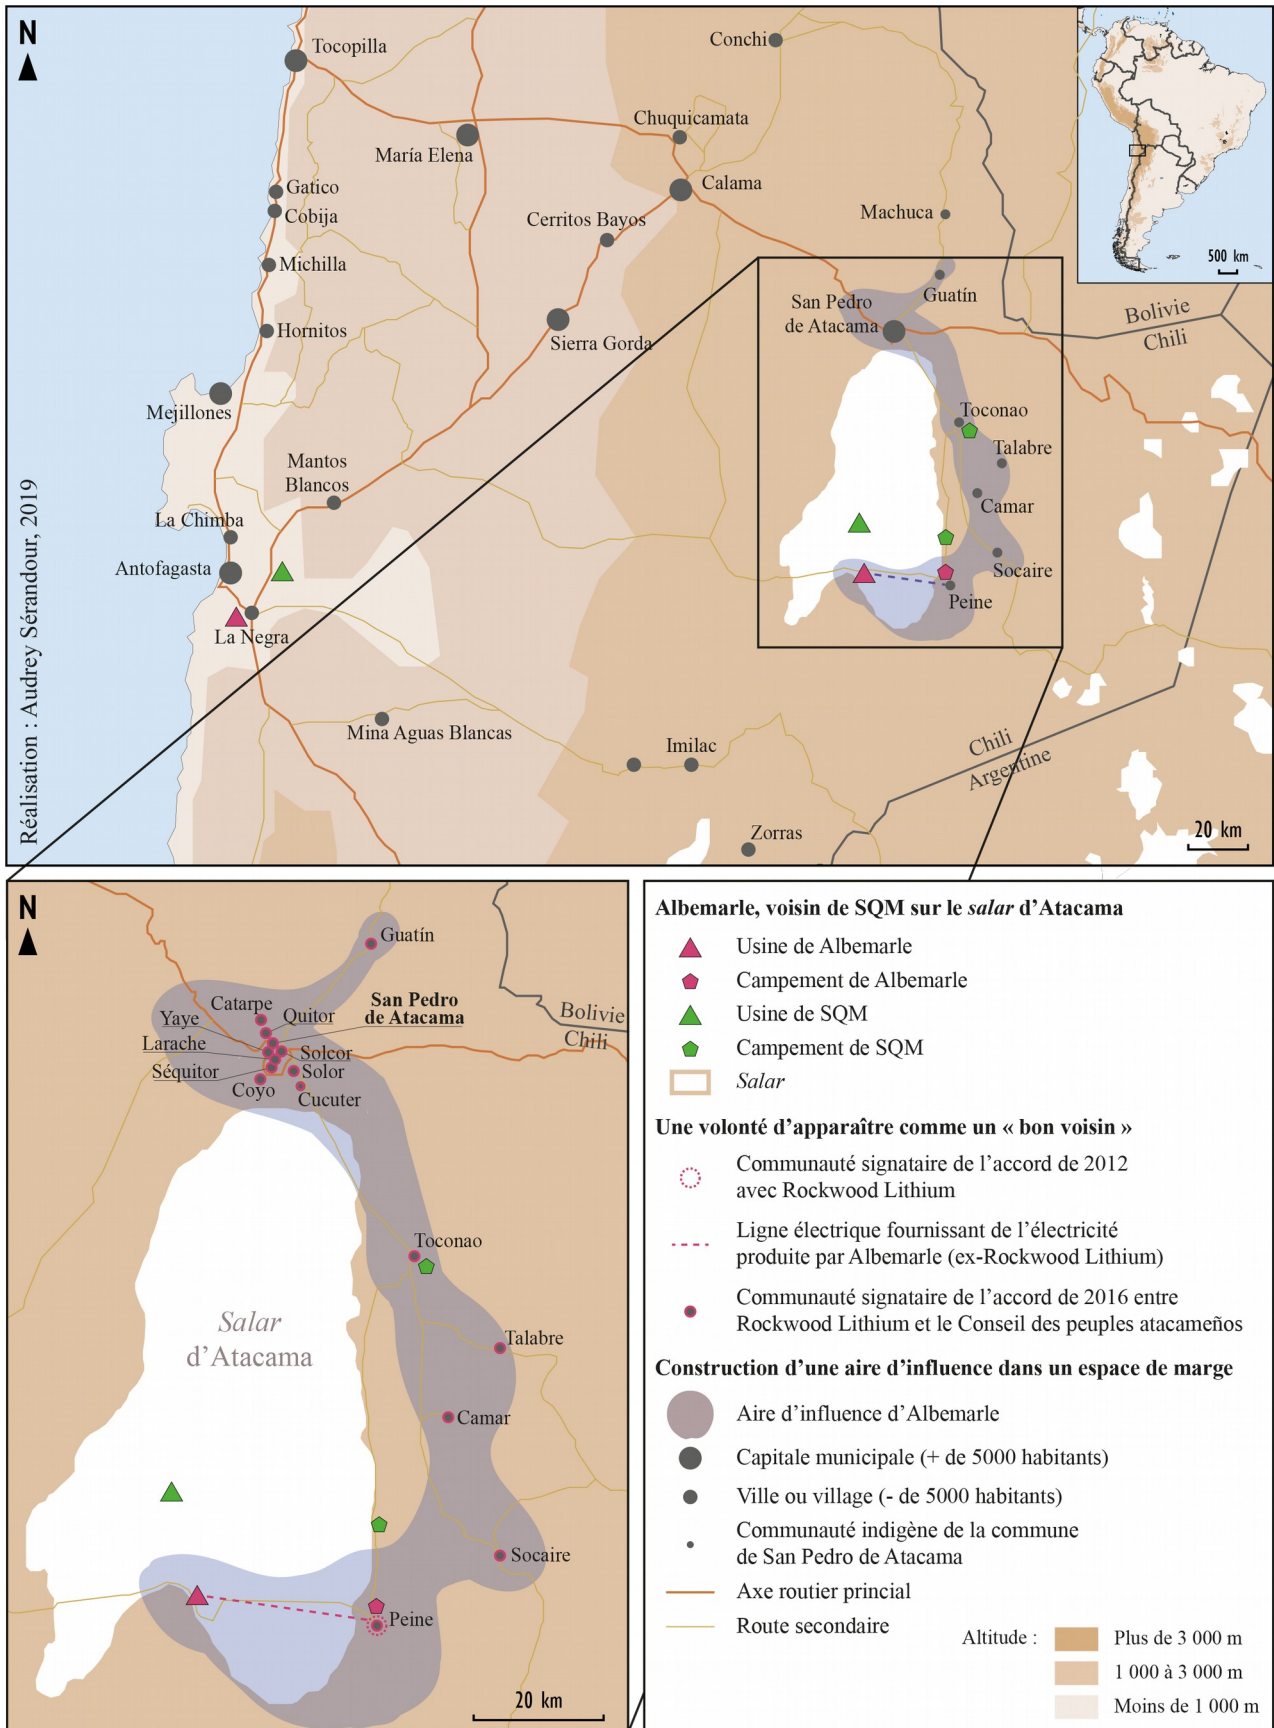 N
Tocopilla
Conchi
Chuquicamata
María Elena
Calama
Gatico
Cobija
Cerritos Bayos
Machuca
Michilla
500 km
Guatín
San Pedro
de Atacama
Hornitos
Sierra Gorda
Bolivie
Chili
Mejillones
Toconao
Talabre
Mantos
Blancos
Camar
La Chimba
Antofagasta
Socaire
Peine
La Negra
Mina Aguas Blancas
Imilac
Chili
Argentine
Zorras
20 km
Réalisation : Audrey Sérandour, 2019
N
Guatín
Catarpe
San Pedro
de Atacama
Yaye
Quitor
Bolivie
Chili
Larache
Solcor
Séquitor
Solor
Coyo
Cucuter
Toconao
Salar
d'Atacama
Talabre
Camar
Socaire
Peine
20 km
Albemarle, voisin de SQM sur le salar d'Atacama
Usine de Albemarle
Campement de Albemarle
Usine de SQM
Campement de SQM
Salar
Une volonté d'apparaître comme un « bon voisin »
Communauté signataire de l'accord de 2012
avec Rockwood Lithium
Ligne électrique fournissant de l'électricité
produite par Albemarle (ex-Rockwood Lithium)
Communauté signataire de l'accord de 2016 entre
Rockwood Lithium et le Conseil des peuples atacameños
Construction d'une aire d'influence dans un espace de marge
Aire d'influence d'Albemarle
Capitale municipale (+ de 5000 habitants)
Ville ou village (- de 5000 habitants)
Communauté indigène de la commune
de San Pedro de Atacama
Axe routier princial
Route secondaire
Altitude :
Plus de 3 000 m
1 000 à 3 000 m
Moins de 1 000 m